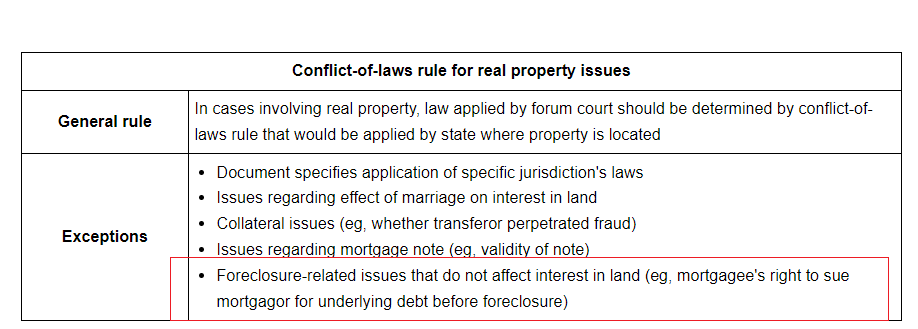 Conflict-of-laws rule for real property issues
General rule
In cases involving real property, law applied by forum court should be determined by conflict-of-
laws rule that would be applied by state where property is located
Exceptions
• Document specifies application of specific jurisdiction's laws
• Issues regarding effect of marriage on interest in land
• Collateral issues (eg, whether transferor perpetrated fraud)
• Issues regarding mortgage note (eg, validity of note)
• Foreclosure-related issues that do not affect interest in land (eg, mortgagee's right to sue
mortgagor for underlying debt before foreclosure)